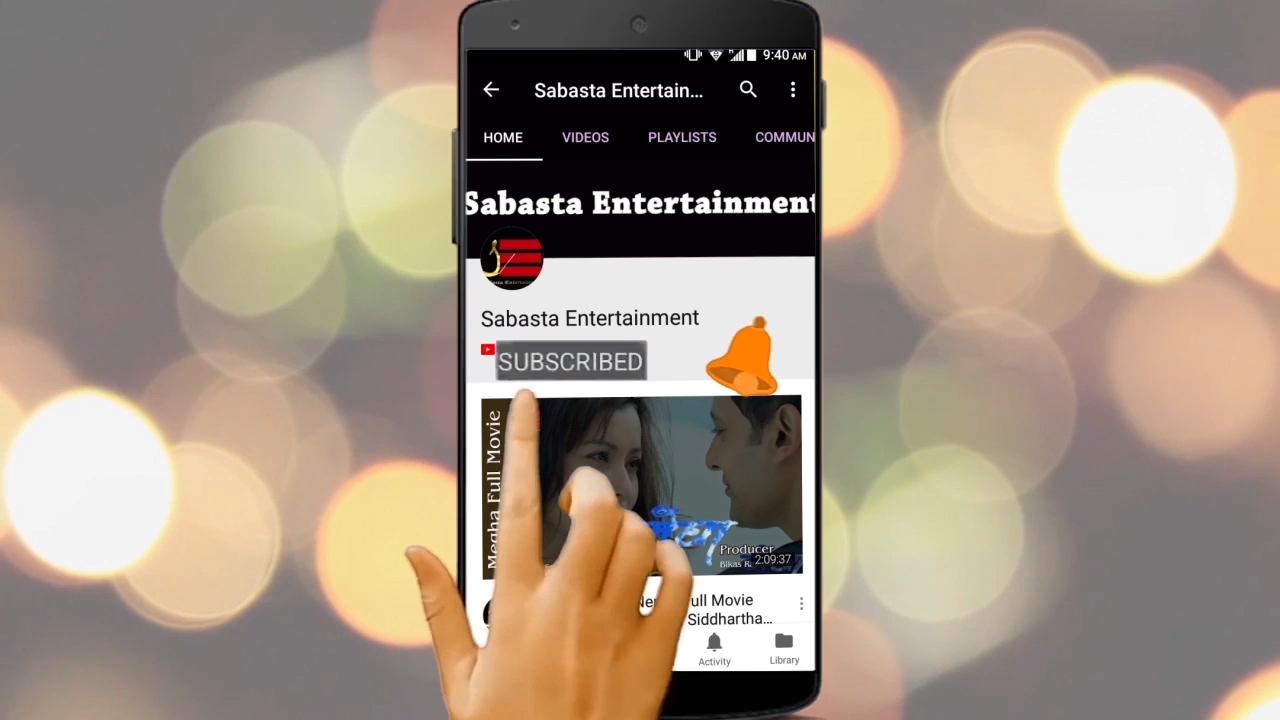 9:40 AM
Sabasta Entertain...
HOME VIDEOS PLAYLISTS COMMUN
Sabasta Entertainment
Sabasta Entertainment
SUBSCRIBED
Megha Full Movie
Producer
Bikas R.
2:09:37
ull Movie
Siddhartha...
Activity Library